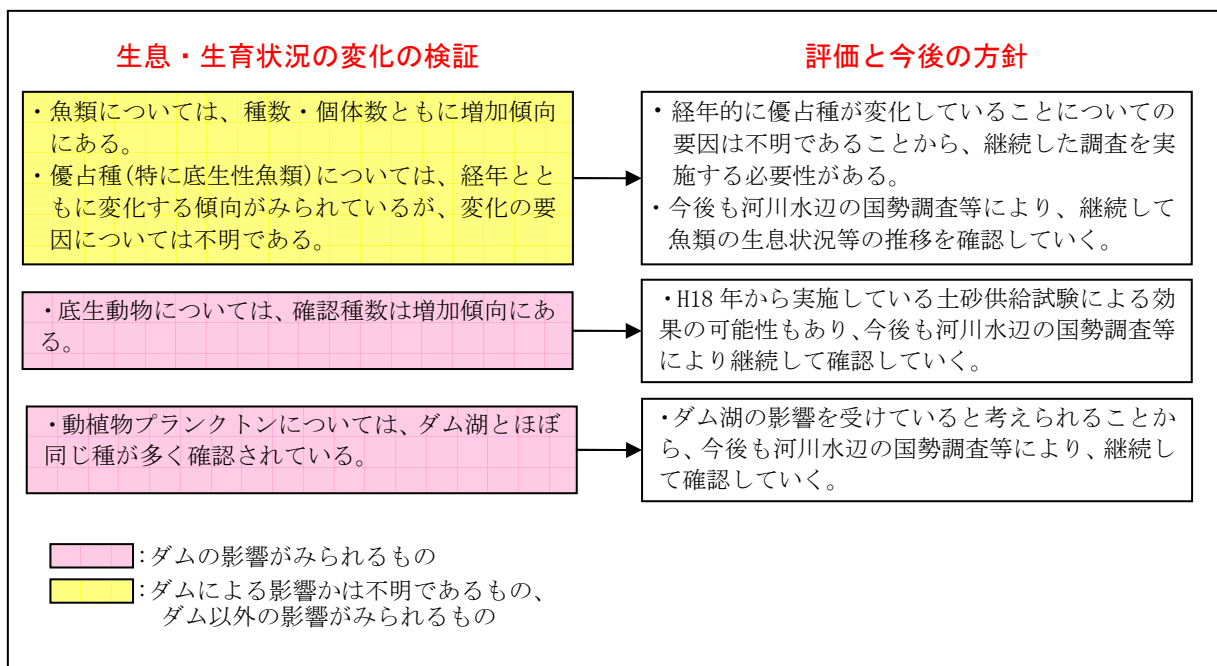 生息・生育状況の変化の検証
評価と今後の方針
・魚類については、種数・個体数ともに増加傾向
にある。
・優占種(特に底生性魚類)については、経年とと
もに変化する傾向がみられているが、変化の要
因については不明である。
・経年的に優占種が変化していることについての
要因は不明であることから、継続した調査を実
施する必要性がある。
・今後も河川水辺の国勢調査等により、継続して
魚類の生息状況等の推移を確認していく。
・底生動物については、確認種数は増加傾向にあ
る。
・H18 年から実施している土砂供給試験による効
果の可能性もあり、今後も河川水辺の国勢調査等
により継続して確認していく。
・動植物プランクトンについては、ダム湖とほぼ
同じ種が多く確認されている。
・ダム湖の影響を受けていると考えられることか
ら、今後も河川水辺の国勢調査等により、継続し
て確認していく。
:ダムの影響がみられるもの
:ダムによる影響かは不明であるもの、
ダム以外の影響がみられるもの